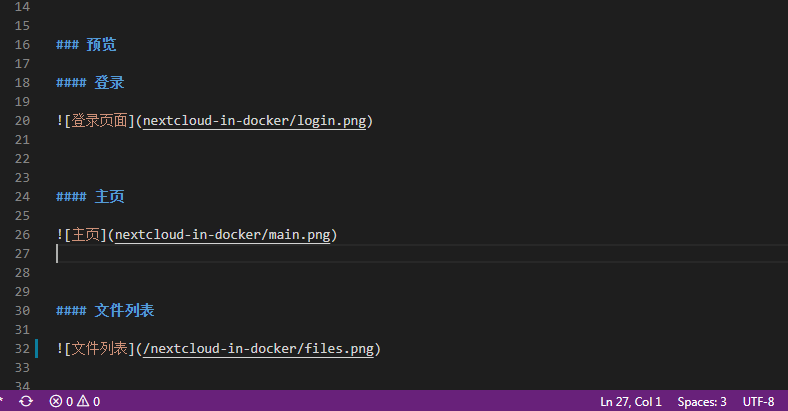 14
15
16 ### 预览
17
18 #### 登录
19
20 ![登录页面](nextcloud-in-docker/login.png)
21
22
23
24 #### 主页
25
26 ![主页](nextcloud-in-docker/main.png)
27
28
29
30 #### 文件列表
31
32 ![文件列表](/nextcloud-in-docker/files.png)
33
34
* 0 0 Ln 27, Col 1 Spaces: 3 UTF-8